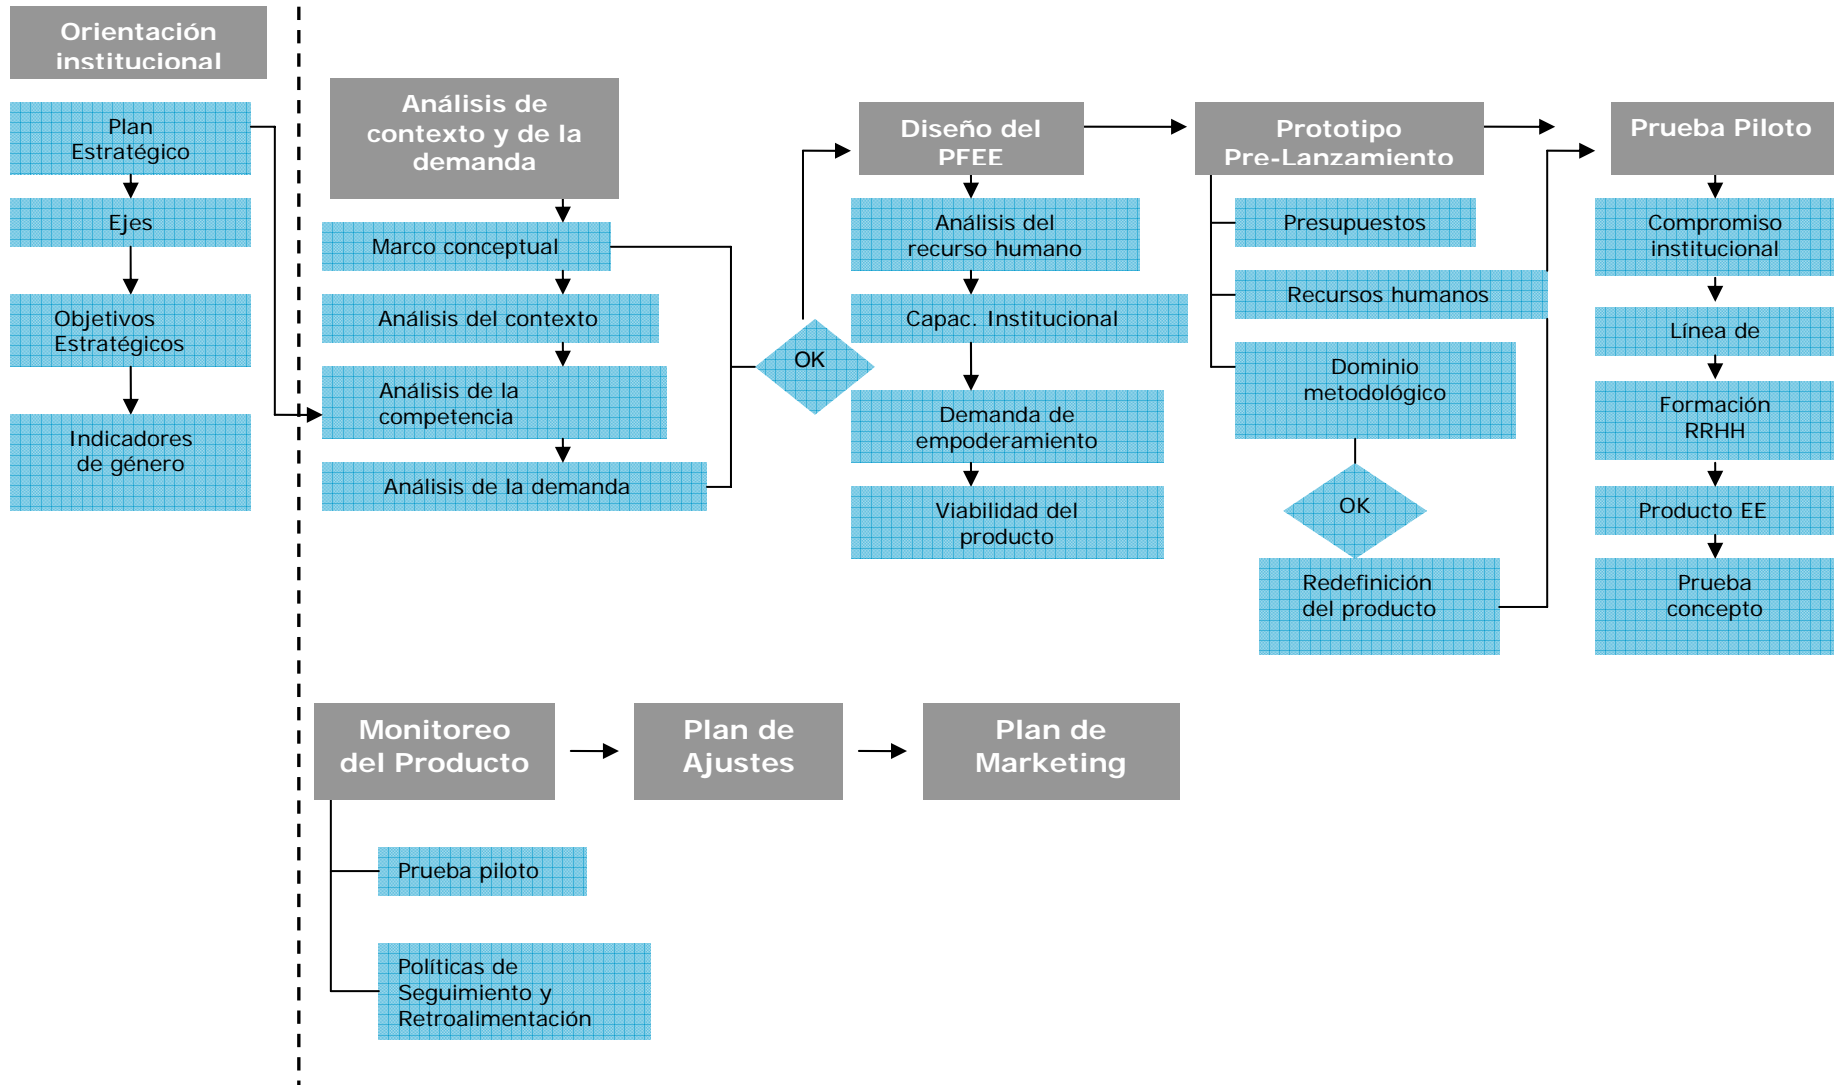 Orientación
institucional
Plan
Estratégico
Ejes
Objetivos
Estratégicos
Indicadores
de género
Análisis de
contexto y de la
demanda
Marco conceptual
Análisis del contexto
Análisis de la
competencia
Análisis de la demanda
OK
Diseño del
PFEE
Análisis del
recurso humano
Capac. Institucional
Demanda de
empoderamiento
Viabilidad del
producto
Prototipo
Pre-Lanzamiento
Presupuestos
Recursos humanos
Dominio
metodológico
OK
Redefinición
del producto
Prueba Piloto
Compromiso
institucional
Línea de
Formación
RRHH
Producto EE
Prueba
concepto
Monitoreo
del Producto
Prueba piloto
Políticas de
Seguimiento y
Retroalimentación
Plan de
Ajustes
Plan de
Marketing